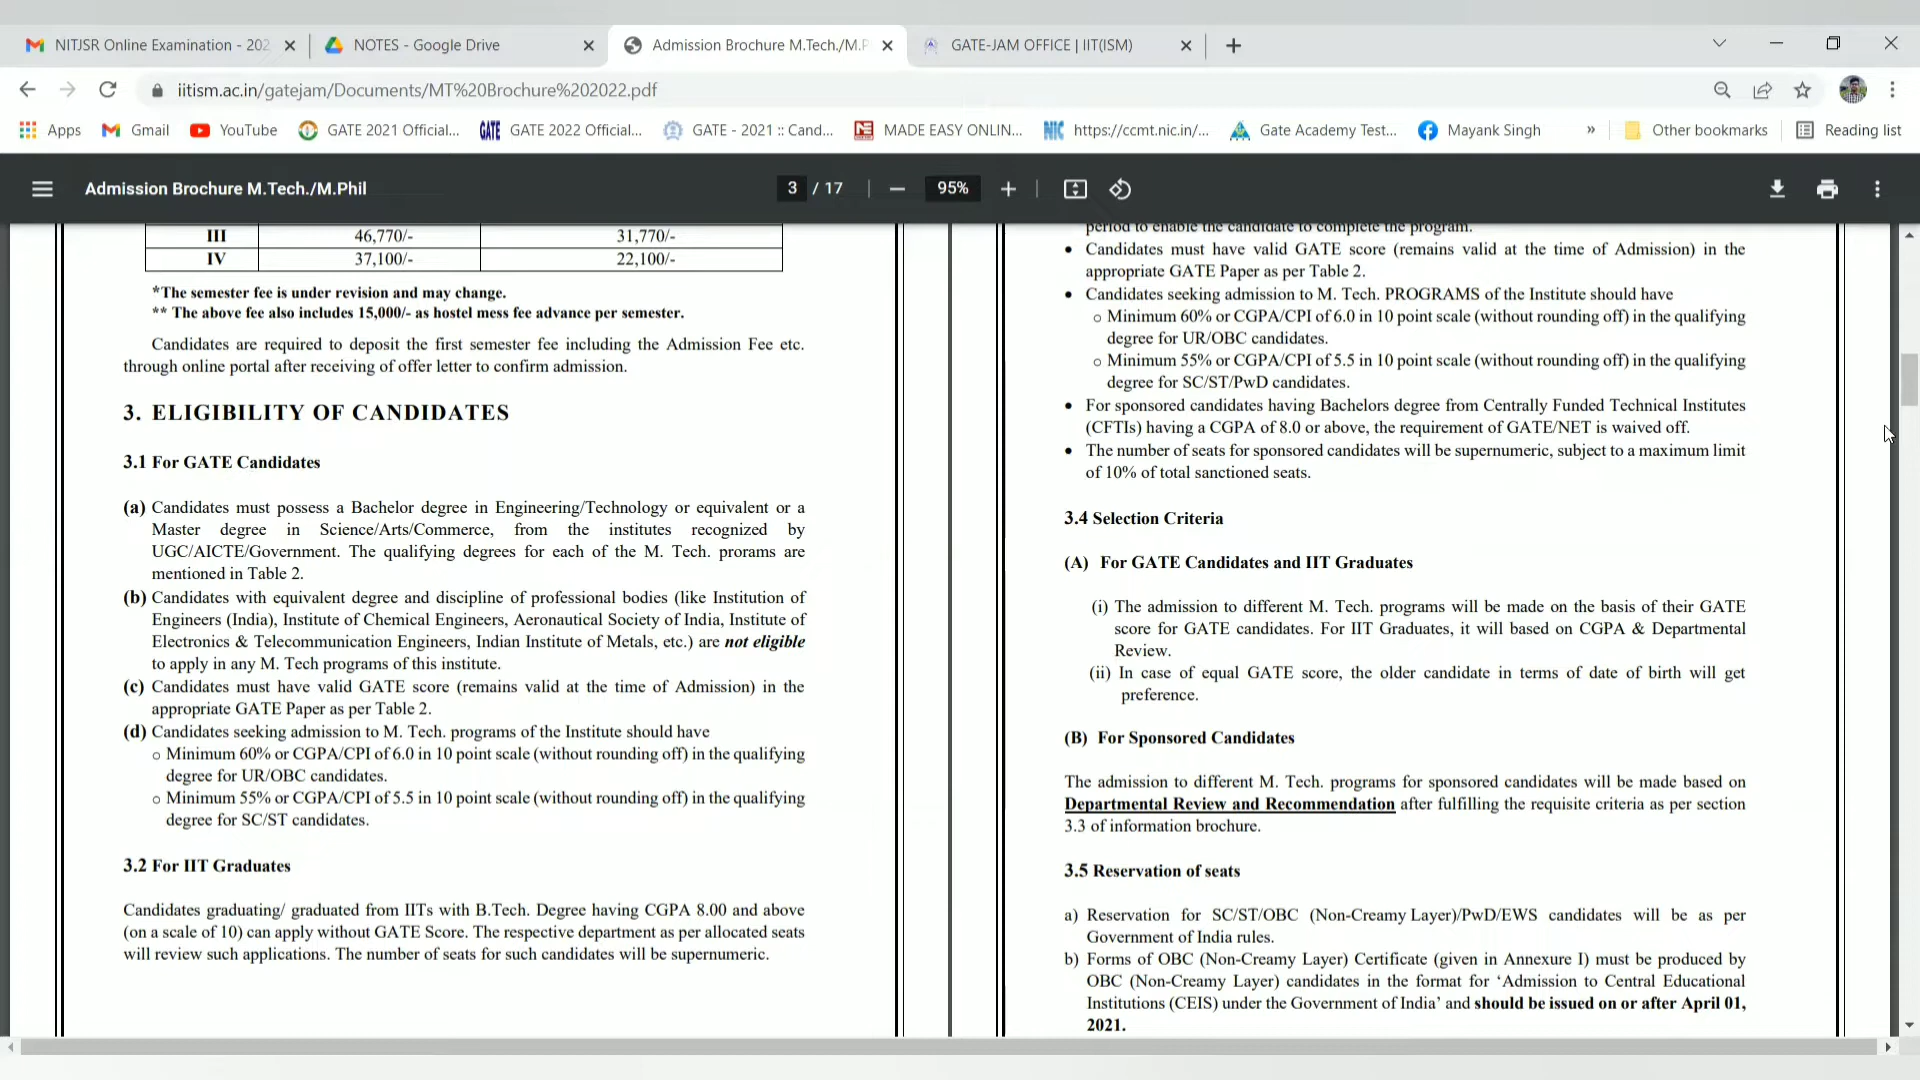 NITJSR Online Examination - 202
NOTES - Google Drive
Admission Brochure M.Tech./M.P
GATE-JAM OFFICE | IIT(ISM)
iitism.ac.in/gatejam/Documents/MT%20Brochure%202022.pdf
Apps
Gmail
YouTube
GATE 2021 Official...
GATE
GATE 2022 Official...
GATE - 2021 :: Cand...
MADE EASY ONLIN...
NIC
https://ccmt.nic.in/...
Gate Academy Test...
Mayank Singh
»
Other bookmarks
Reading list
Admission Brochure M.Tech./M.Phil
3 / 17
95%
III 46,770/- 31,770/-
IV 37,100/- 22,100/-
*The semester fee is under revision and may change.
** The above fee also includes 15,000/- as hostel mess fee advance per semester.
Candidates are required to deposit the first semester fee including the Admission Fee etc.
through online portal after receiving of offer letter to confirm admission.
3. ELIGIBILITY OF CANDIDATES
3.1 For GATE Candidates
(a) Candidates must possess a Bachelor degree in Engineering/Technology or equivalent or a
Master degree in Science/Arts/Commerce, from the institutes recognized by
UGC/AICTE/Government. The qualifying degrees for each of the M. Tech. prorams are
mentioned in Table 2.
(b) Candidates with equivalent degree and discipline of professional bodies (like Institution of
Engineers (India), Institute of Chemical Engineers, Aeronautical Society of India, Institute of
Electronics & Telecommunication Engineers, Indian Institute of Metals, etc.) are not eligible
to apply in any M. Tech programs of this institute.
(c) Candidates must have valid GATE score (remains valid at the time of Admission) in the
appropriate GATE Paper as per Table 2.
(d) Candidates seeking admission to M. Tech. programs of the Institute should have
o Minimum 60% or CGPA/CPI of 6.0 in 10 point scale (without rounding off) in the qualifying
degree for UR/OBC candidates.
o Minimum 55% or CGPA/CPI of 5.5 in 10 point scale (without rounding off) in the qualifying
degree for SC/ST candidates.
3.2 For IIT Graduates
Candidates graduating/ graduated from IITs with B.Tech. Degree having CGPA 8.00 and above
(on a scale of 10) can apply without GATE Score. The respective department as per allocated seats
will review such applications. The number of seats for such candidates will be supernumeric.
period to enable the candidate to complete the program.
• Candidates must have valid GATE score (remains valid at the time of Admission) in the
appropriate GATE Paper as per Table 2.
• Candidates seeking admission to M. Tech. PROGRAMS of the Institute should have
o Minimum 60% or CGPA/CPI of 6.0 in 10 point scale (without rounding off) in the qualifying
degree for UR/OBC candidates.
o Minimum 55% or CGPA/CPI of 5.5 in 10 point scale (without rounding off) in the qualifying
degree for SC/ST/PwD candidates.
• For sponsored candidates having Bachelors degree from Centrally Funded Technical Institutes
(CFTIs) having a CGPA of 8.0 or above, the requirement of GATE/NET is waived off.
• The number of seats for sponsored candidates will be supernumeric, subject to a maximum limit
of 10% of total sanctioned seats.
3.4 Selection Criteria
(A) For GATE Candidates and IIT Graduates
(i) The admission to different M. Tech. programs will be made on the basis of their GATE
score for GATE candidates. For IIT Graduates, it will based on CGPA & Departmental
Review.
(ii) In case of equal GATE score, the older candidate in terms of date of birth will get
preference.
(B) For Sponsored Candidates
The admission to different M. Tech. programs for sponsored candidates will be made based on
Departmental Review and Recommendation after fulfilling the requisite criteria as per section
3.3 of information brochure.
3.5 Reservation of seats
a) Reservation for SC/ST/OBC (Non-Creamy Layer)/PwD/EWS candidates will be as per
Government of India rules.
b) Forms of OBC (Non-Creamy Layer) Certificate (given in Annexure I) must be produced by
OBC (Non-Creamy Layer) candidates in the format for ‘Admission to Central Educational
Institutions (CEIS) under the Government of India’ and should be issued on or after April 01,
2021.